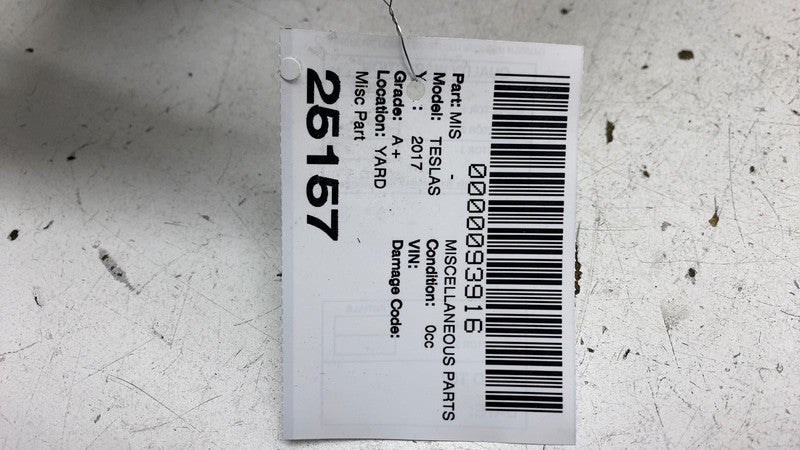 0000093916
Part: MIS - MISCELLANEOUS PARTS
Model: TESLAS Condition: 0cc
Y : 2017 VIN:
Grade: A+ Damage Code:
Location: YARD
Misc Part
25157